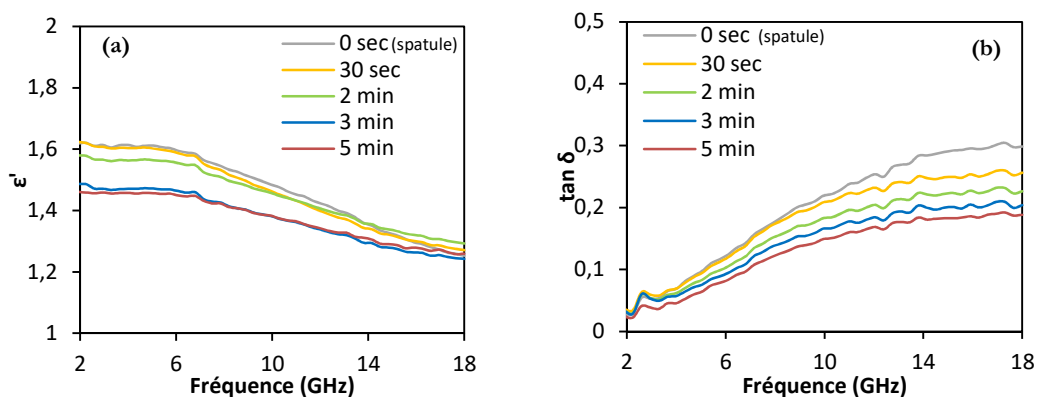 (a)
ε'
2
1,8
1,6
1,4
1,2
1
0 sec (spatule)
30 sec
2 min
3 min
5 min
2 6 10 14 18
Fréquence (GHz)
(b)
tan δ
0,5
0,4
0,3
0,2
0,1
0
0 sec (spatule)
30 sec
2 min
3 min
5 min
2 6 10 14 18
Fréquence (GHz)